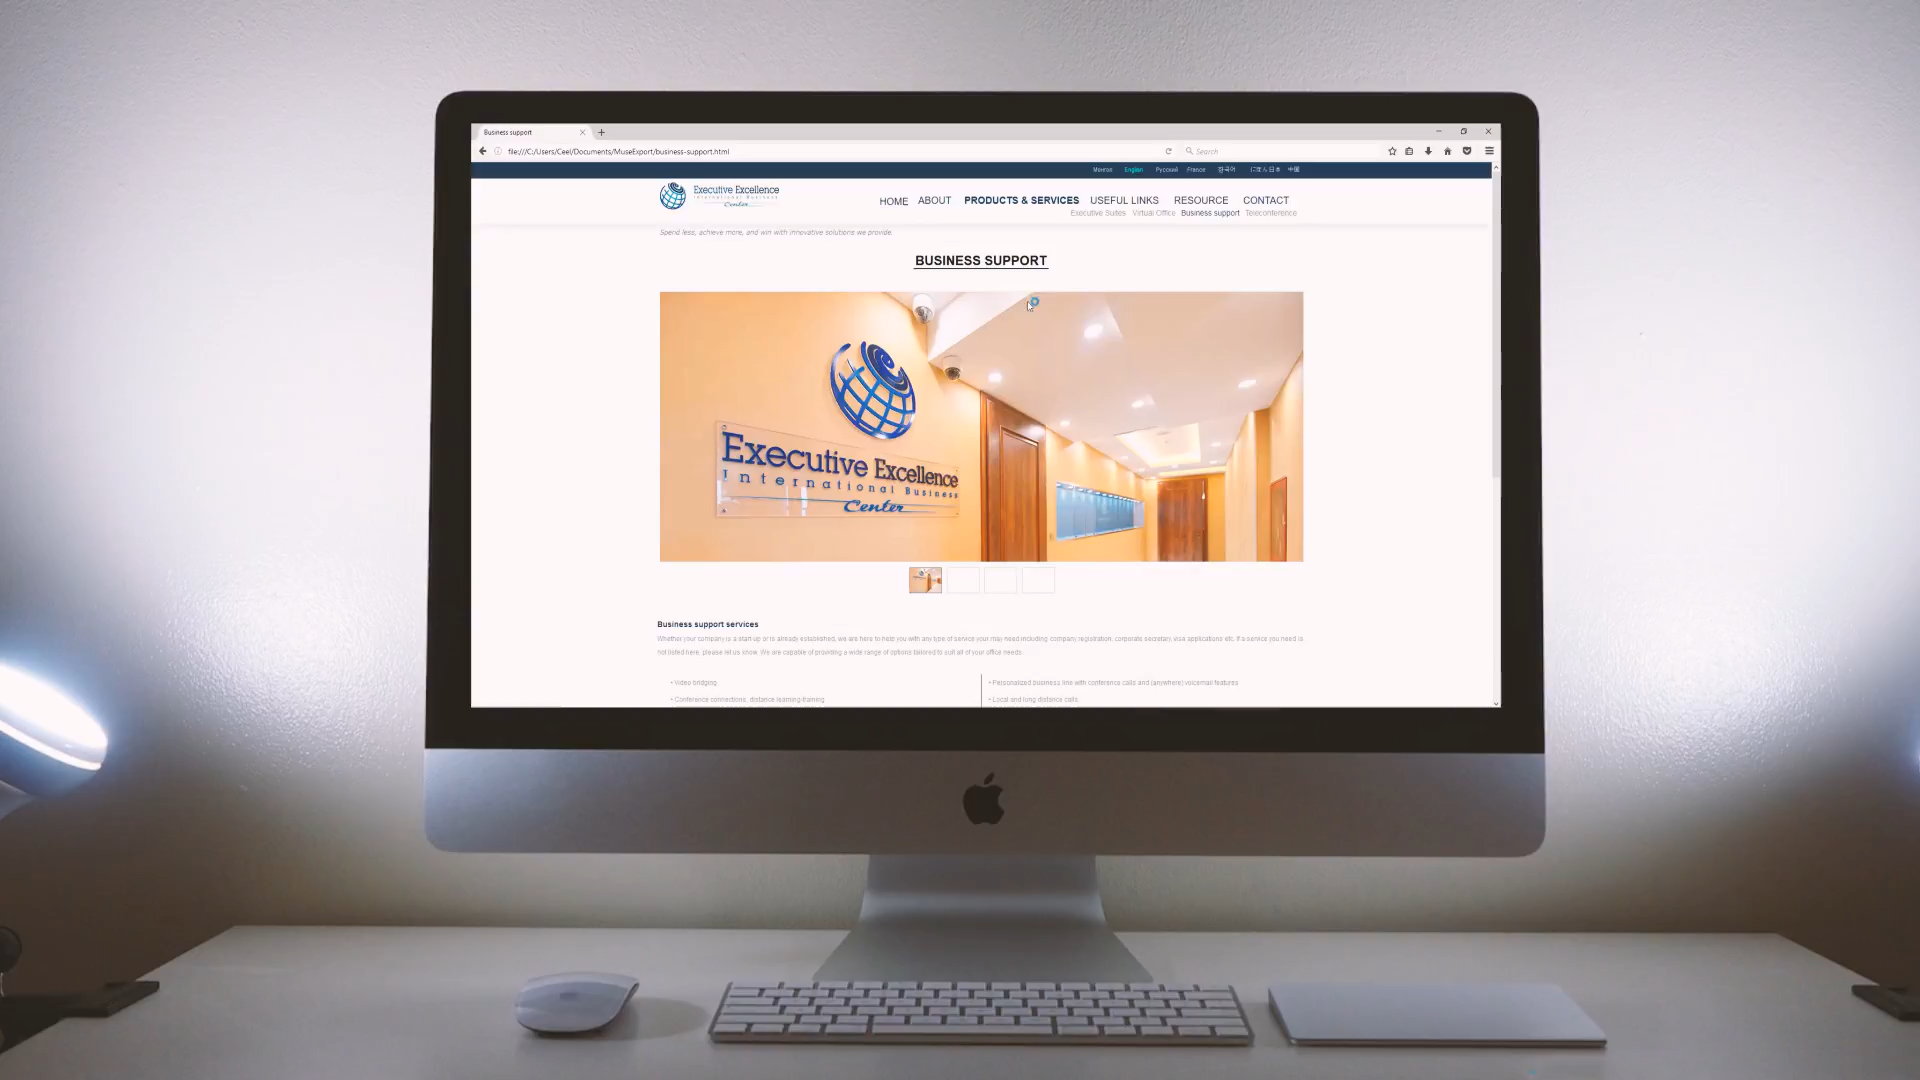 Business support
file:///C:/Users/Ceel/Documents/MuseExport/business-support.html
Search
Монгол English Русский France 한국어 にほん日本 中国
Executive Excellence
International Business
Center
HOME ABOUT PRODUCTS & SERVICES USEFUL LINKS RESOURCE CONTACT
Executive Suites Virtual Office Business support Teleconference
Spend less, achieve more, and win with innovative solutions we provide.
BUSINESS SUPPORT
Executive Excellence
International Business
Center
Business support services
Whether your company is a start up or is already established, we are here to help you with any type of service your may need including company registration, corporate secretary, visa applications etc. If a service you need is
not listed here, please let us know. We are capable of providing a wide range of options tailored to suit all of your office needs.
• Video bridging
• Conference connections, distance learning-training
• Personalized business line with conference calls and (anywhere) voicemail features
• Local and long distance calls